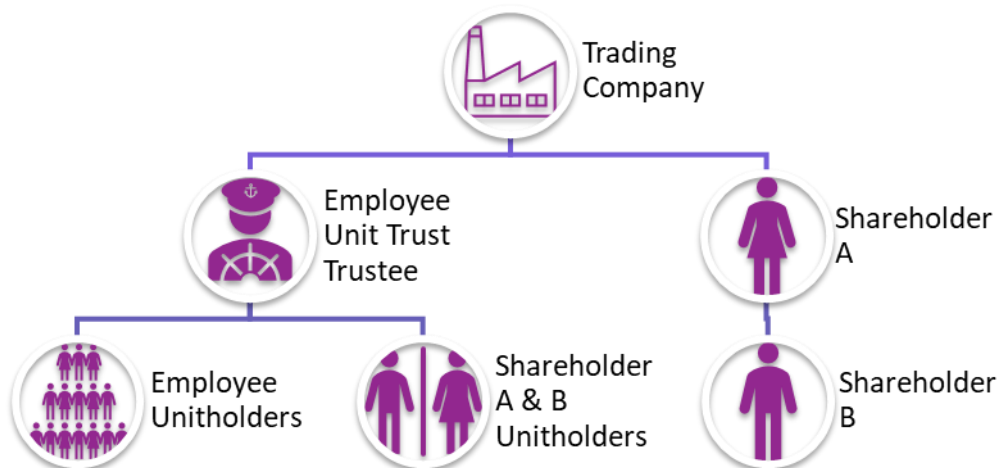 Trading
Company
Employee
Unit Trust
Trustee
Shareholder
A
Employee
Unitholders
Shareholder
A & B
Unitholders
Shareholder
B